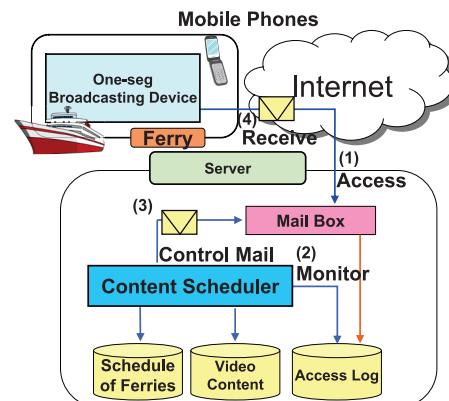 Mobile Phones
One-seg
Broadcasting Device
Internet
(4)
Receive
Ferry
Server
(1)
Access
(3)
Mail Box
Control Mail
(2)
Monitor
Content Scheduler
Schedule
of Ferries
Video
Content
Access Log